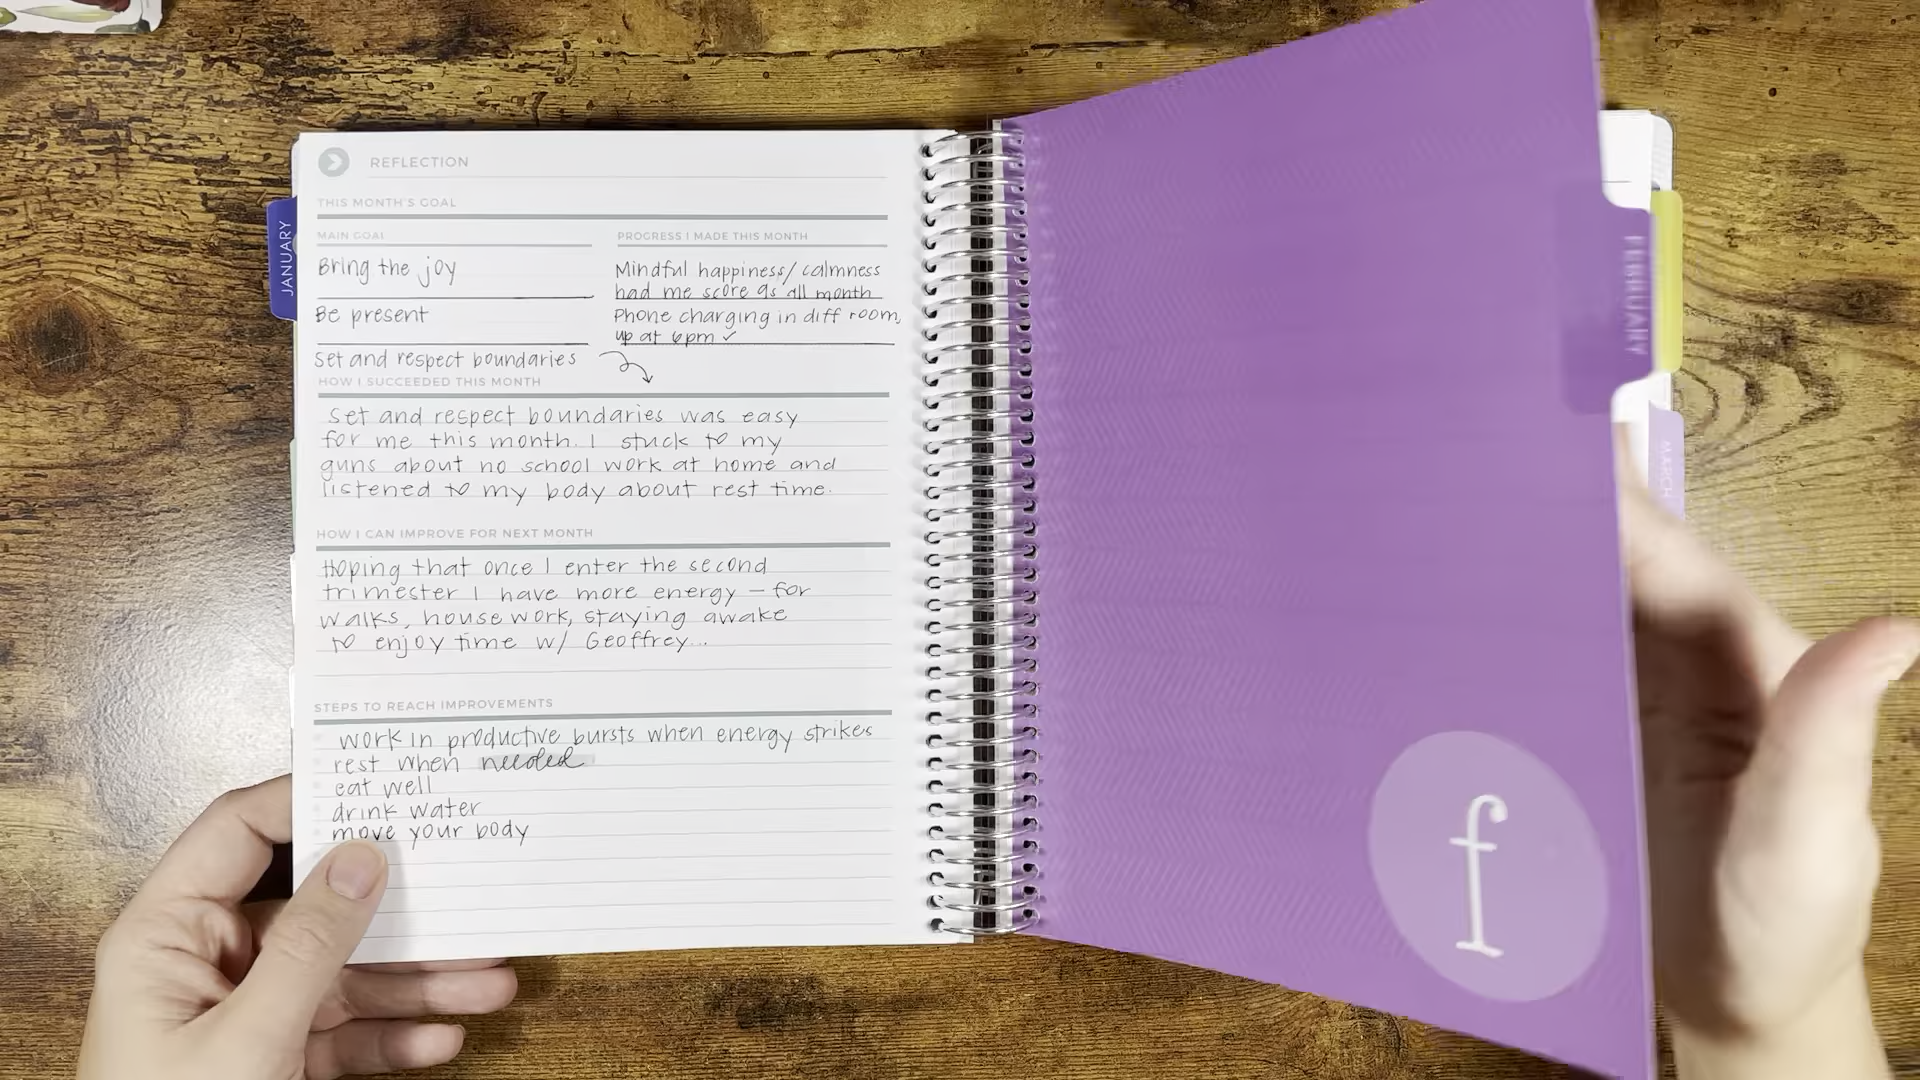 REFLECTION
THIS MONTH'S GOAL
MAIN GOAL
Bring the joy
Be present
Set and respect boundaries
PROGRESS I MADE THIS MONTH
Mindful happiness/calmness
had me score 9s all month
Phone charging in diff room,
up at 6pm ✓
HOW I SUCCEEDED THIS MONTH
Set and respect boundaries was easy
for me this month. I stuck to my
guns about no school work at home and
listened to my body about rest time.
HOW I CAN IMPROVE FOR NEXT MONTH
Hoping that once I enter the second
trimester I have more energy - for
walks, house work, staying awake
to enjoy time w/ Geoffrey...
STEPS TO REACH IMPROVEMENTS
work in productive bursts when energy strikes
rest when needed
eat well
drink water
move your body
JANUARY
FEBRUARY
MARCH
f